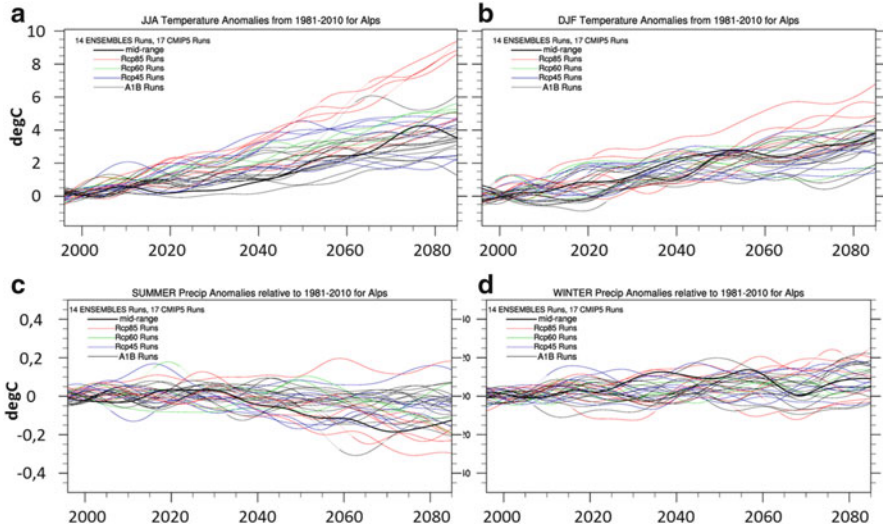 a
JJA Temperature Anomalies from 1981-2010 for Alps
14 ENSEMBLES Runs, 17 CMIP5 Runs
mid-range
Rcp85 Runs
Rcp60 Runs
Rcp45 Runs
A1B Runs
degC
10
8
6
4
2
0
2000 2020 2040 2060 2080
b
DJF Temperature Anomalies from 1981-2010 for Alps
14 ENSEMBLES Runs, 17 CMIP5 Runs
mid-range
Rcp85 Runs
Rcp60 Runs
Rcp45 Runs
A1B Runs
2000 2020 2040 2060 2080
c
SUMMER Precip Anomalies relative to 1981-2010 for Alps
14 ENSEMBLES Runs, 17 CMIP5 Runs
mid-range
Rcp85 Runs
Rcp60 Runs
Rcp45 Runs
A1B Runs
degC
0,4
0,2
0
-0,2
-0,4
2000 2020 2040 2060 2080
d
WINTER Precip Anomalies relative to 1981-2010 for Alps
14 ENSEMBLES Runs, 17 CMIP5 Runs
mid-range
Rcp85 Runs
Rcp60 Runs
Rcp45 Runs
A1B Runs
2000 2020 2040 2060 2080